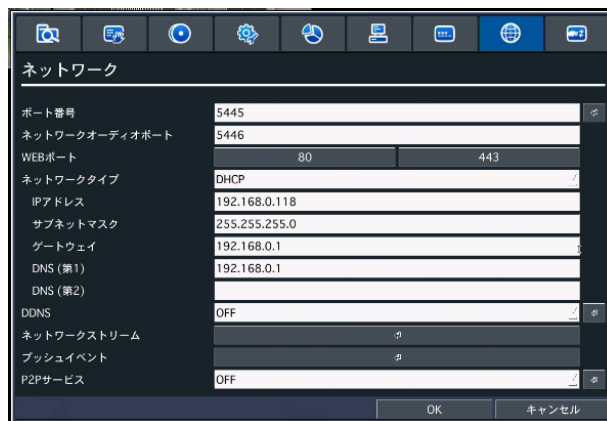 ネットワーク
ポート番号 5445
ネットワークオーディオポート 5446
WEBポート 80 443
ネットワークタイプ DHCP
IPアドレス 192.168.0.118
サブネットマスク 255.255.255.0
ゲートウェイ 192.168.0.1
DNS (第1) 192.168.0.1
DNS (第2)
DDNS OFF
ネットワークストリーム
プッシュイベント
P2Pサービス OFF
OK キャンセル